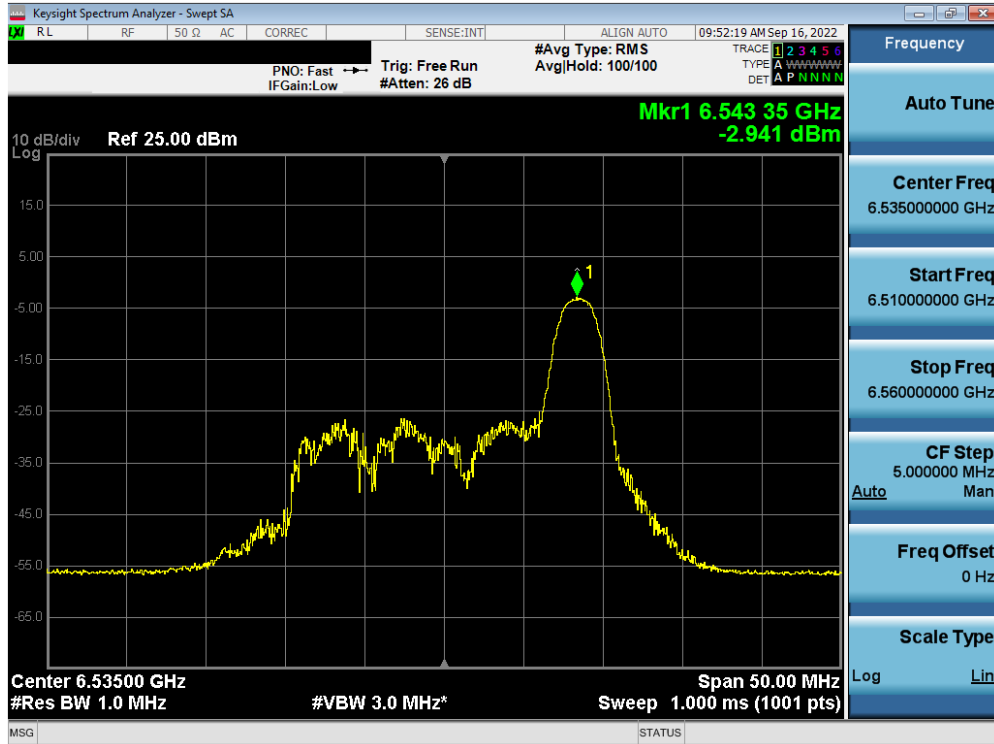 Keysight Spectrum Analyzer - Swept SA
LXI RL RF 50 Ω AC CORREC SENSE:INT ALIGN AUTO 09:52:19 AM Sep 16, 2022
PNO: Fast
IFGain:Low
Trig: Free Run
#Atten: 26 dB
#Avg Type: RMS
Avg|Hold: 100/100
TRACE 1 2 3 4 5 6
TYPE A WWWWW
DET A P N N N N
Mkr1 6.543 35 GHz
-2.941 dBm
10 dB/div Ref 25.00 dBm
Log
15.0
5.00
-5.00
-15.0
-25.0
-35.0
-45.0
-55.0
-65.0
1
Center 6.53500 GHz Span 50.00 MHz
#Res BW 1.0 MHz #VBW 3.0 MHz* Sweep 1.000 ms (1001 pts)
MSG STATUS
Frequency
Auto Tune
Center Freq
6.535000000 GHz
Start Freq
6.510000000 GHz
Stop Freq
6.560000000 GHz
CF Step
5.000000 MHz
Auto Man
Freq Offset
0 Hz
Scale Type
Log Lin